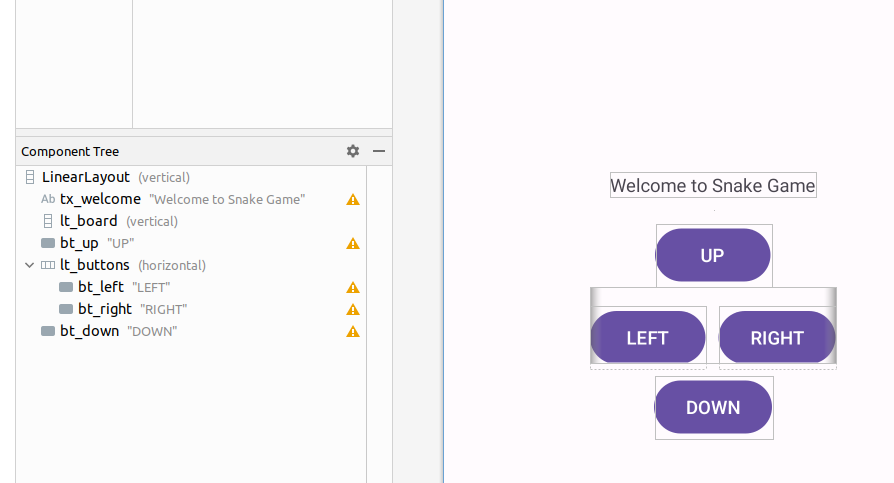 Component Tree
LinearLayout (vertical)
Ab tx_welcome "Welcome to Snake Game"
lt_board (vertical)
bt_up "UP"
lt_buttons (horizontal)
bt_left "LEFT"
bt_right "RIGHT"
bt_down "DOWN"
Welcome to Snake Game
UP
LEFT RIGHT
DOWN